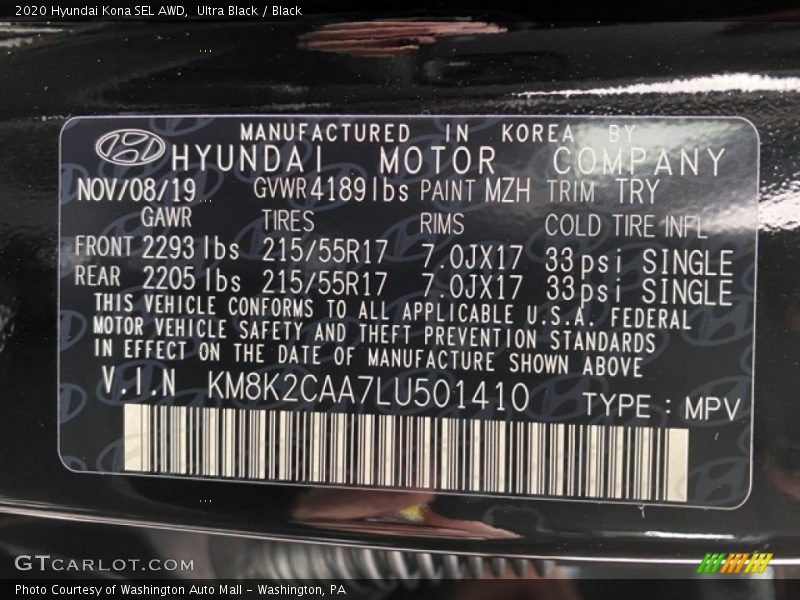 2020 Hyundai Kona SEL AWD, Ultra Black / Black
MANUFACTURED IN KOREA BY
HYUNDAI MOTOR COMPANY
NOV/08/19 GVWR 4189 lbs PAINT MZH TRIM TRY
GAWR TIRES RIMS COLD TIRE INFL
FRONT 2293 lbs 215/55R17 7.0JX17 33psi SINGLE
REAR 2205 lbs 215/55R17 7.0JX17 33psi SINGLE
THIS VEHICLE CONFORMS TO ALL APPLICABLE U.S.A. FEDERAL
MOTOR VEHICLE SAFETY AND THEFT PREVENTION STANDARDS
IN EFFECT ON THE DATE OF MANUFACTURE SHOWN ABOVE
V.I.N KM8K2CAA7LU501410 TYPE : MPV
GTCARLOT.COM
Photo Courtesy of Washington Auto Mall - Washington, PA